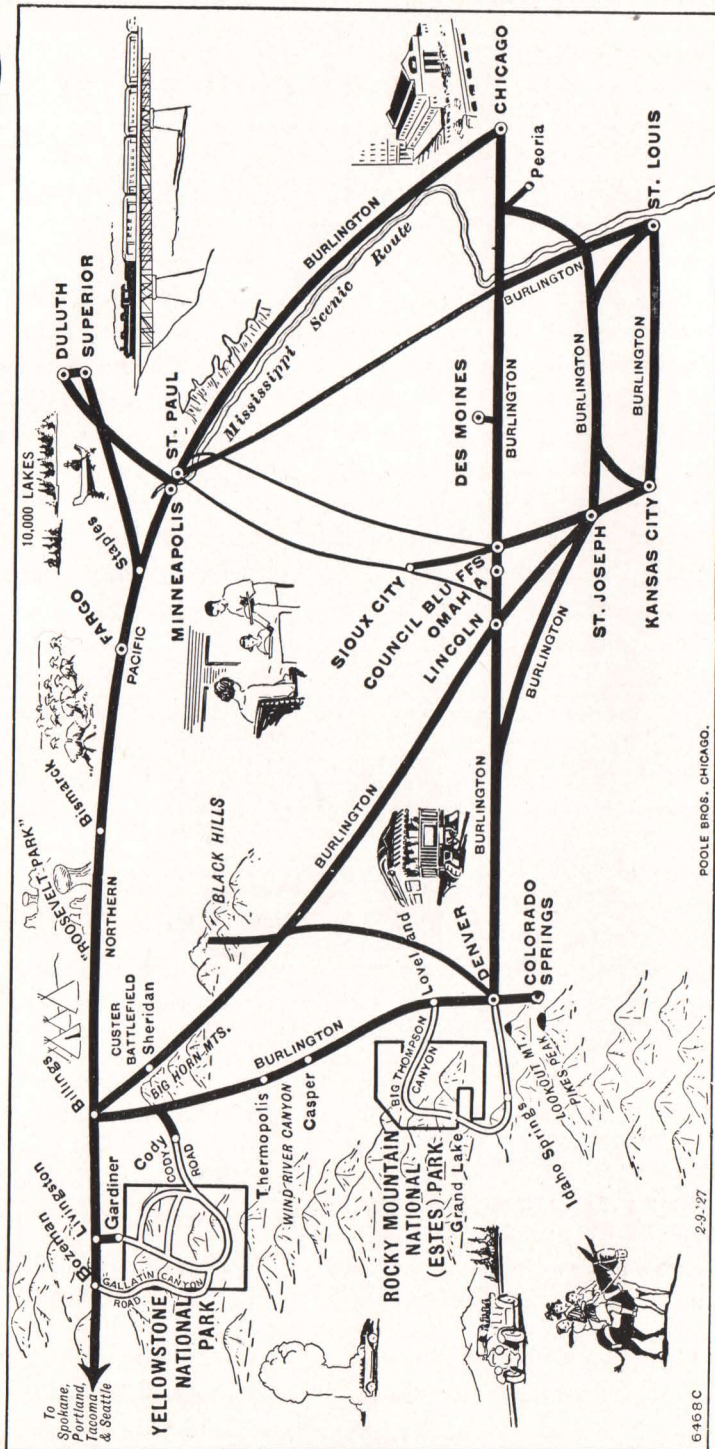 To
Spokane,
Portland,
Tacoma
& Seattle
Bozeman
Livingston
Gardiner
GALLATIN CANYON
ROAD
YELLOWSTONE
NATIONAL
PARK
Cody
CODY
ROAD
Billings
CUSTER
BATTLEFIELD
Sheridan
BIG HORN MTS.
"ROOSEVELT PARK"
NORTHERN
Bismarck
PACIFIC
FARGO
Staples
10,000 LAKES
DULUTH
SUPERIOR
MINNEAPOLIS
ST. PAUL
BURLINGTON
Mississippi Scenic Route
CHICAGO
Peoria
ST. LOUIS
BURLINGTON
BURLINGTON
DES MOINES
BURLINGTON
BURLINGTON
SIOUX CITY
COUNCIL BLUFFS
OMAHA
LINCOLN
ST. JOSEPH
KANSAS CITY
BURLINGTON
BURLINGTON
BLACK HILLS
BURLINGTON
BURLINGTON
Thermopolis
WIND RIVER CANYON
Casper
Loveland
BIG THOMPSON
CANYON
DENVER
COLORADO
SPRINGS
ROCKY MOUNTAIN
NATIONAL
(ESTES) PARK
Grand Lake
Idaho Springs
LOOKOUT MT.
PIKES PEAK
6468C
2-9-'27
POOLE BROS. CHICAGO.